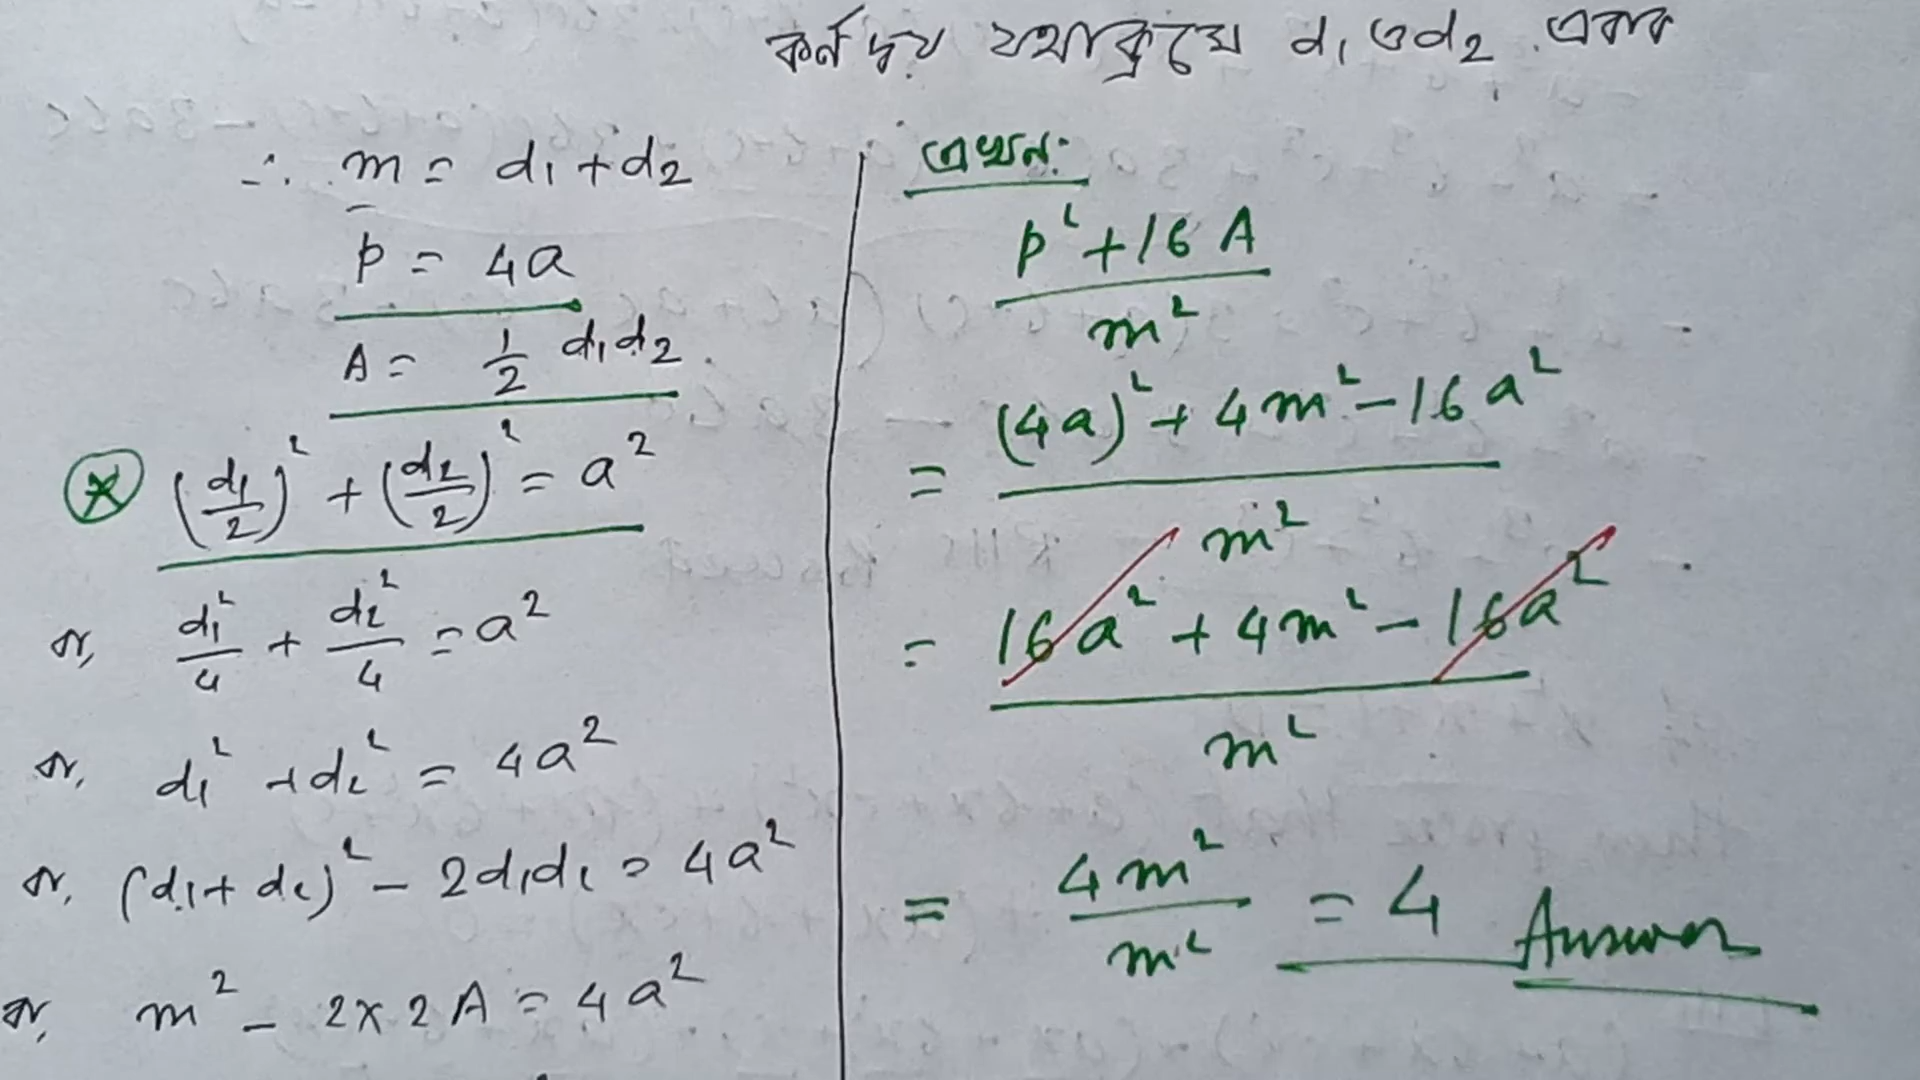 কর্ন দ্বয় যথাক্রমে d₁ ও d₂ একক
∴ m = d₁ + d₂
p = 4a
A = 1/2 d₁d₂.
(d₁/2)² + (d₂/2)² = a²
বা, d₁²/4 + d₂²/4 = a²
বা, d₁² + d₂² = 4a²
বা, (d₁ + d₂)² - 2d₁d₂ = 4a²
বা, m² - 2×2A = 4a²
এখন:
p² + 16A / m²
= (4a)² + 4m² - 16a² / m²
= 16a² + 4m² - 16a² / m²
= 4m² / m² = 4 Answer